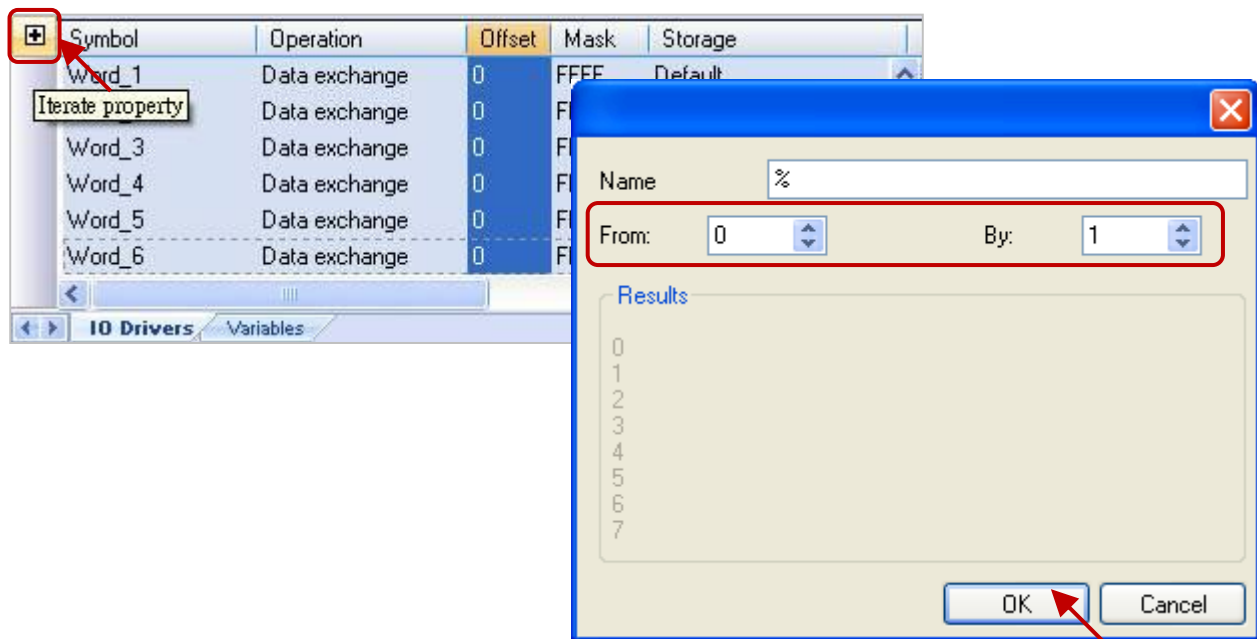 Symbol Operation Offset Mask Storage
Word_1 Data exchange 0 FFFF Default
Iterate property
Data exchange 0
Word_3 Data exchange 0
Word_4 Data exchange 0
Word_5 Data exchange 0
Word_6 Data exchange 0
IO Drivers Variables
Name %
From: 0 By: 1
Results
0
1
2
3
4
5
6
7
OK Cancel